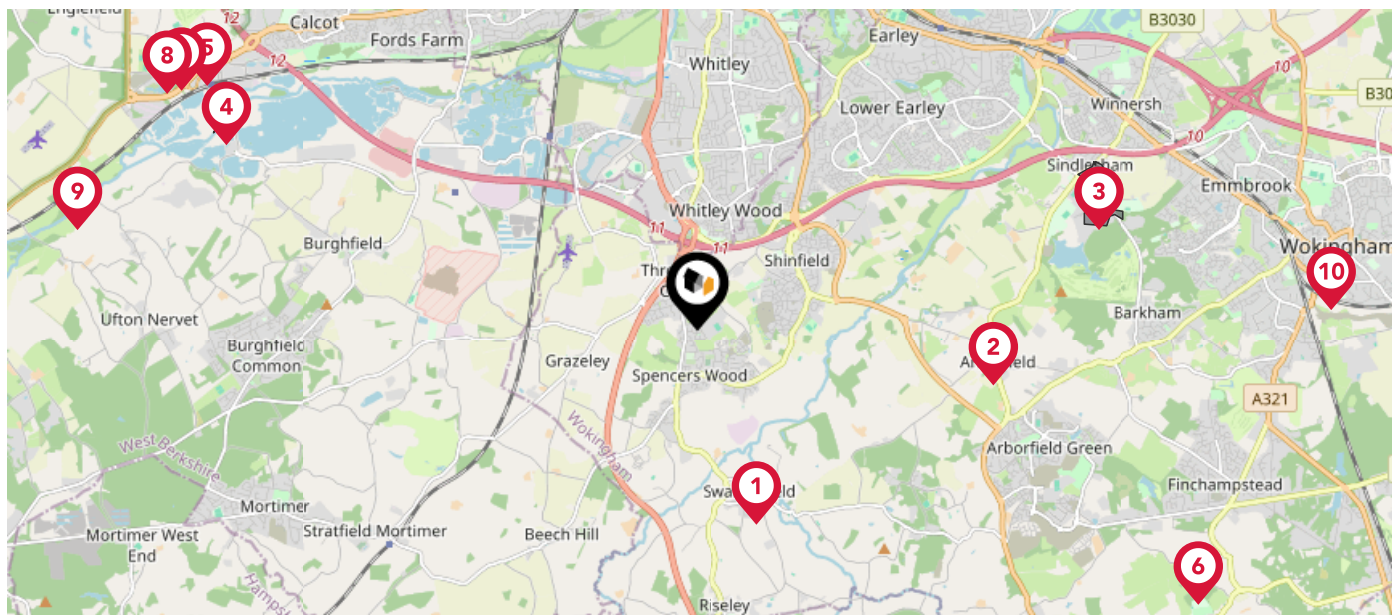 Englefield
12
Calcot
Fords Farm
Earley
B3030
10
8
5
12
Whitley
4
Lower Earley
Winnersh
B30
10
Sindlesham
3
Emmbrook
9
Burghfield
11
Whitley Wood
11
Shinfield
Wokingham
10
Ufton Nervet
Barkham
Burghfield
Common
Grazeley
Spencers Wood
2
A321
West Berkshire
Wokingham
Arborfield Green
Mortimer
Stratfield Mortimer
Beech Hill
1
Finchampstead
Mortimer West
End
6
Riseley